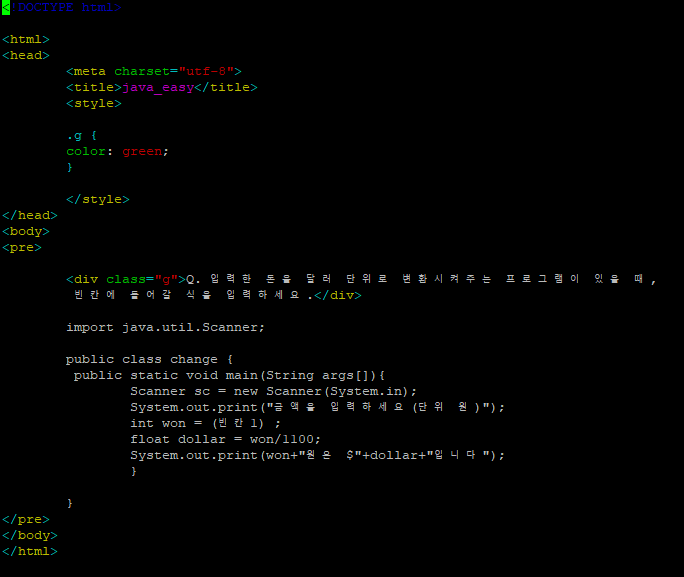 <!DOCTYPE html>
<html>
<head>
<meta charset="utf-8">
<title>java_easy</title>
<style>
.g {
color: green;
}
</style>
</head>
<body>
<pre>
<div class="g">Q. 입력한 돈을 달러 단위로 변환시켜주는 프로그램이 있을 때,
빈칸에 들어갈 식을 입력하세요.</div>
import java.util.Scanner;
public class change {
public static void main(String args[]){
Scanner sc = new Scanner(System.in);
System.out.print("금액을 입력하세요(단위 원)");
int won = (빈칸1) ;
float dollar = won/1100;
System.out.print(won+"원은 $"+dollar+"입니다");
}
}
</pre>
</body>
</html>